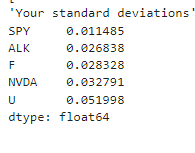 'Your standard deviations'
SPY     0.011485
ALK     0.026838
F       0.028328
NVDA    0.032791
U       0.051998
dtype: float64